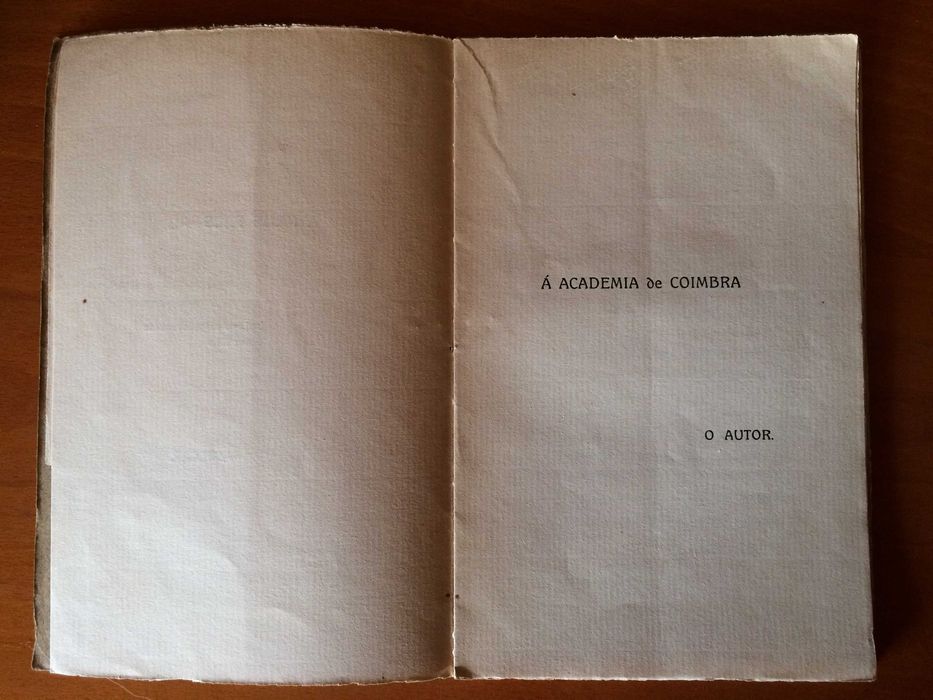 Á ACADEMIA de COIMBRA
O AUTOR.